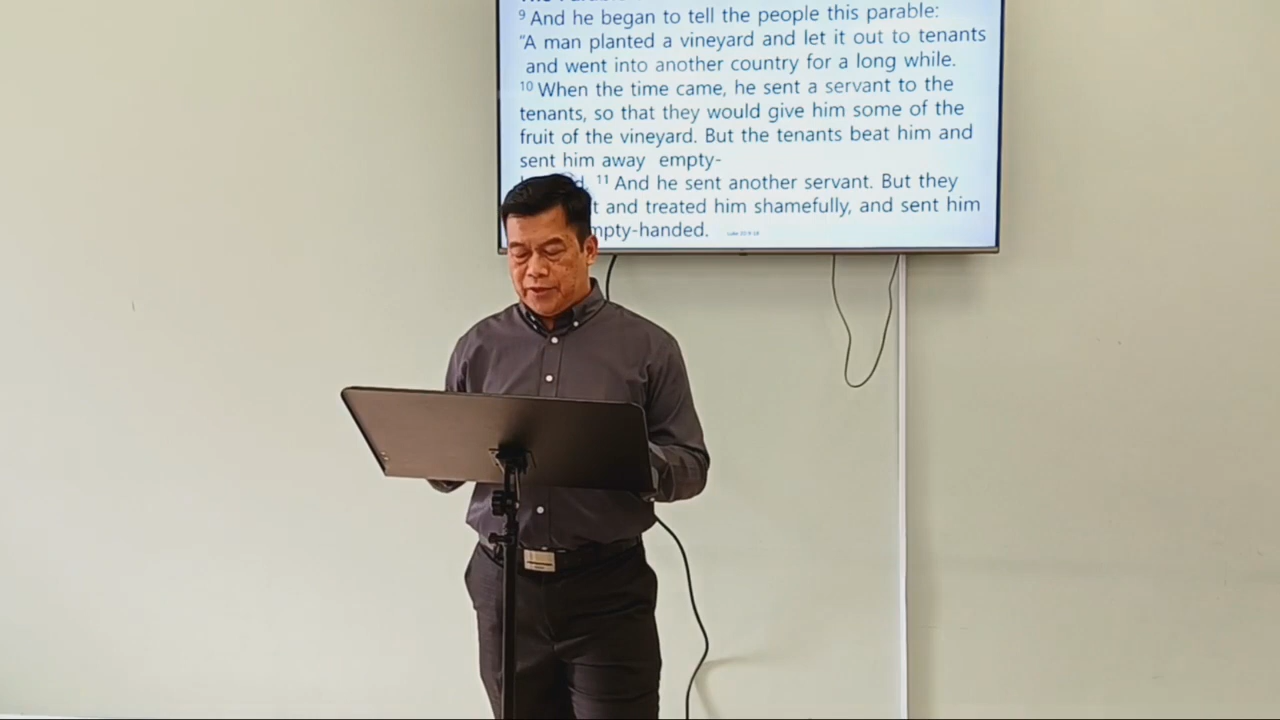 9 And he began to tell the people this parable:
“A man planted a vineyard and let it out to tenants
and went into another country for a long while.
10 When the time came, he sent a servant to the
tenants, so that they would give him some of the
fruit of the vineyard. But the tenants beat him and
sent him away empty-
11 And he sent another servant. But they
and treated him shamefully, and sent him
mpty-handed.